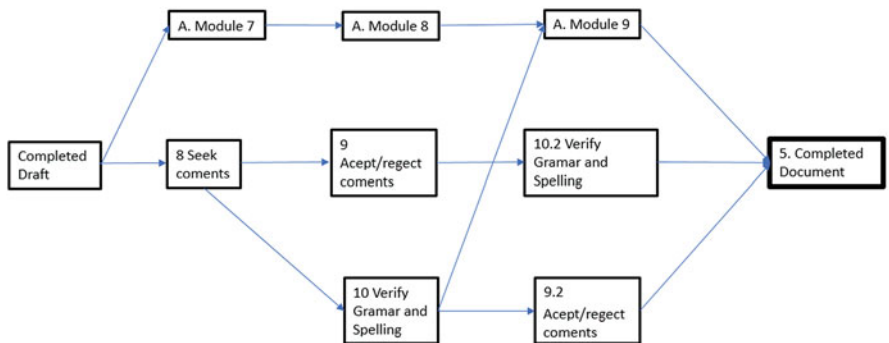 A. Module 7
A. Module 8
A. Module 9
Completed
Draft
8 Seek
coments
9
Acept/regect
coments
10.2 Verify
Gramar and
Spelling
5. Completed
Document
10 Verify
Gramar and
Spelling
9.2
Acept/regect
coments